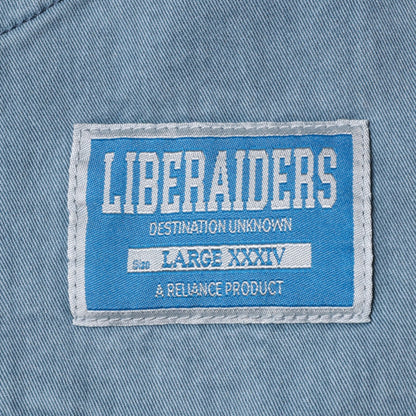 LIBERAIDERS
DESTINATION UNKNOWN
Size LARGE XXXIV
A RELIANCE PRODUCT